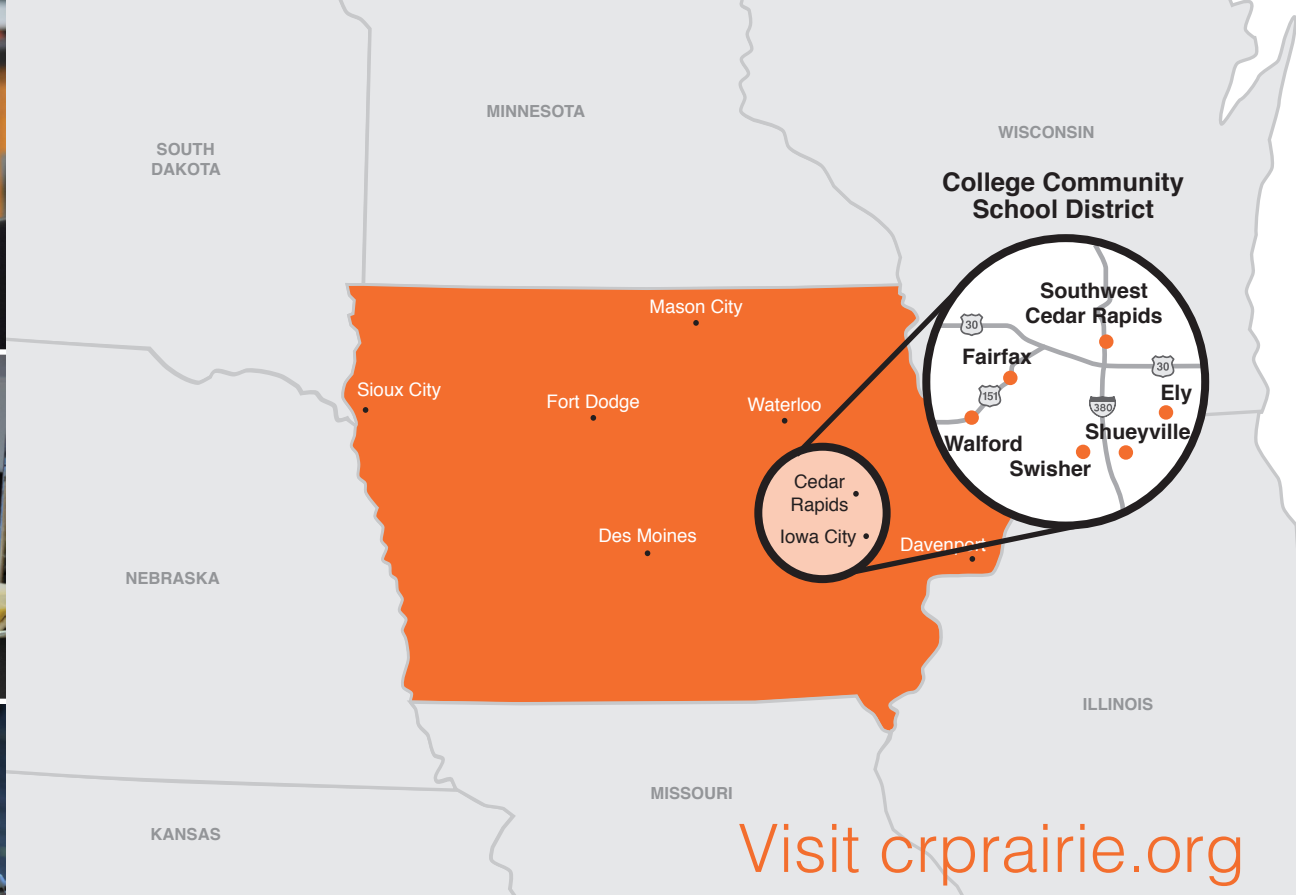 MINNESOTA
WISCONSIN
SOUTH
DAKOTA
College Community
School District
Southwest
Cedar Rapids
30
Fairfax
30
151
Ely
380
Shueyville
Walford
Swisher
Mason City
Sioux City
Fort Dodge
Waterloo
Cedar
Rapids
Iowa City
Des Moines
Davenport
NEBRASKA
ILLINOIS
MISSOURI
KANSAS
Visit crprairie.org